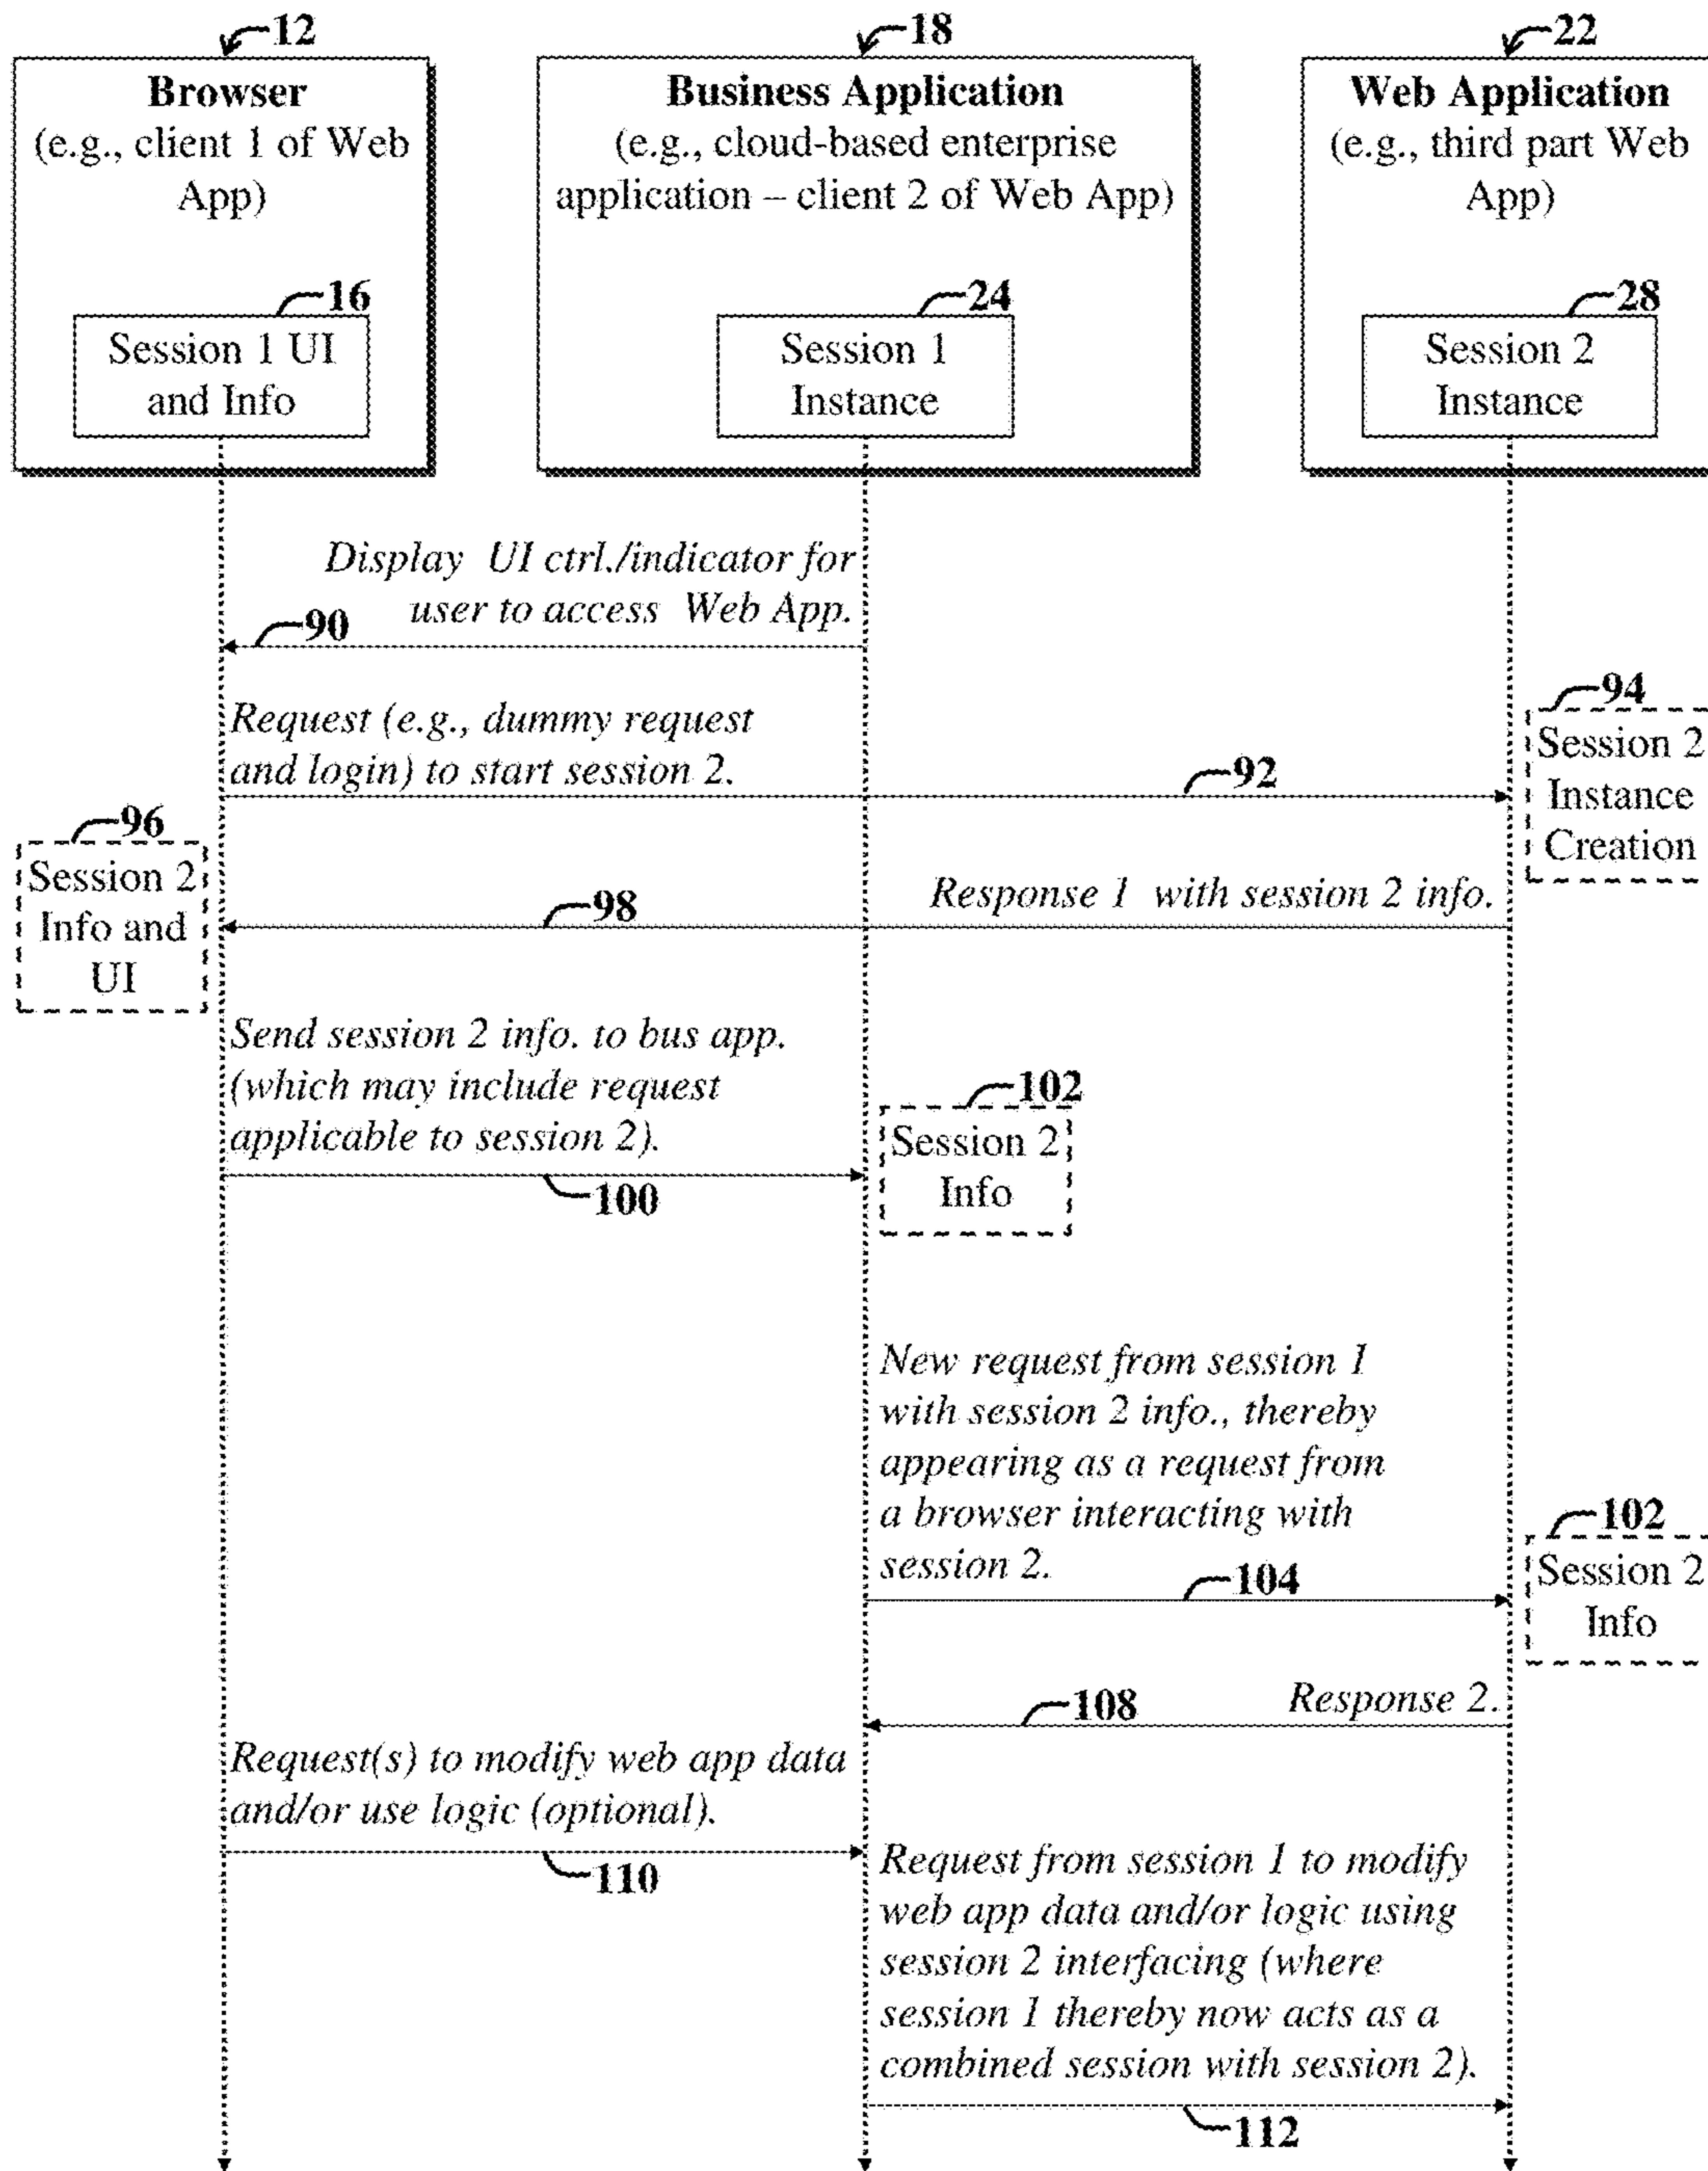 12
18
22
Browser
(e.g., client 1 of Web
App)
Business Application
(e.g., cloud-based enterprise
application – client 2 of Web App)
Web Application
(e.g., third part Web
App)
16
Session 1 UI
and Info
24
Session 1
Instance
28
Session 2
Instance
Display UI ctrl./indicator for
user to access Web App.
90
Request (e.g., dummy request
and login) to start session 2.
92
94
Session 2
Instance
Creation
96
Session 2
Info and
UI
Response 1 with session 2 info.
98
Send session 2 info. to bus app.
(which may include request
applicable to session 2).
100
102
Session 2
Info
New request from session 1
with session 2 info., thereby
appearing as a request from
a browser interacting with
session 2.
104
102
Session 2
Info
Response 2.
108
Request(s) to modify web app data
and/or use logic (optional).
110
Request from session 1 to modify
web app data and/or logic using
session 2 interfacing (where
session 1 thereby now acts as a
combined session with session 2).
112